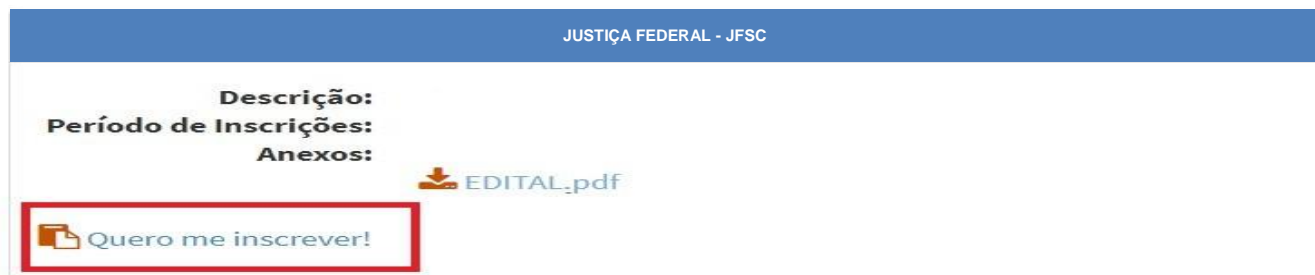 JUSTIÇA FEDERAL - JFSC
Descrição:
Período de Inscrições:
Anexos:
EDITAL.pdf
Quero me inscrever!